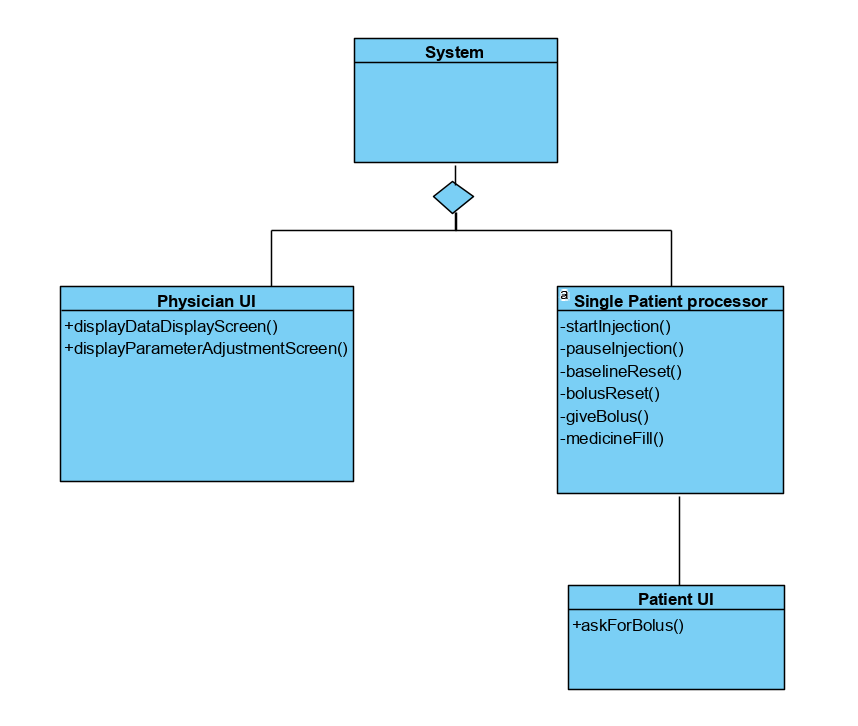 System
Physician UI
+displayDataDisplayScreen()
+displayParameterAdjustmentScreen()
a
Single Patient processor
-startInjection()
-pauseInjection()
-baselineReset()
-bolusReset()
-giveBolus()
-medicineFill()
Patient UI
+askForBolus()